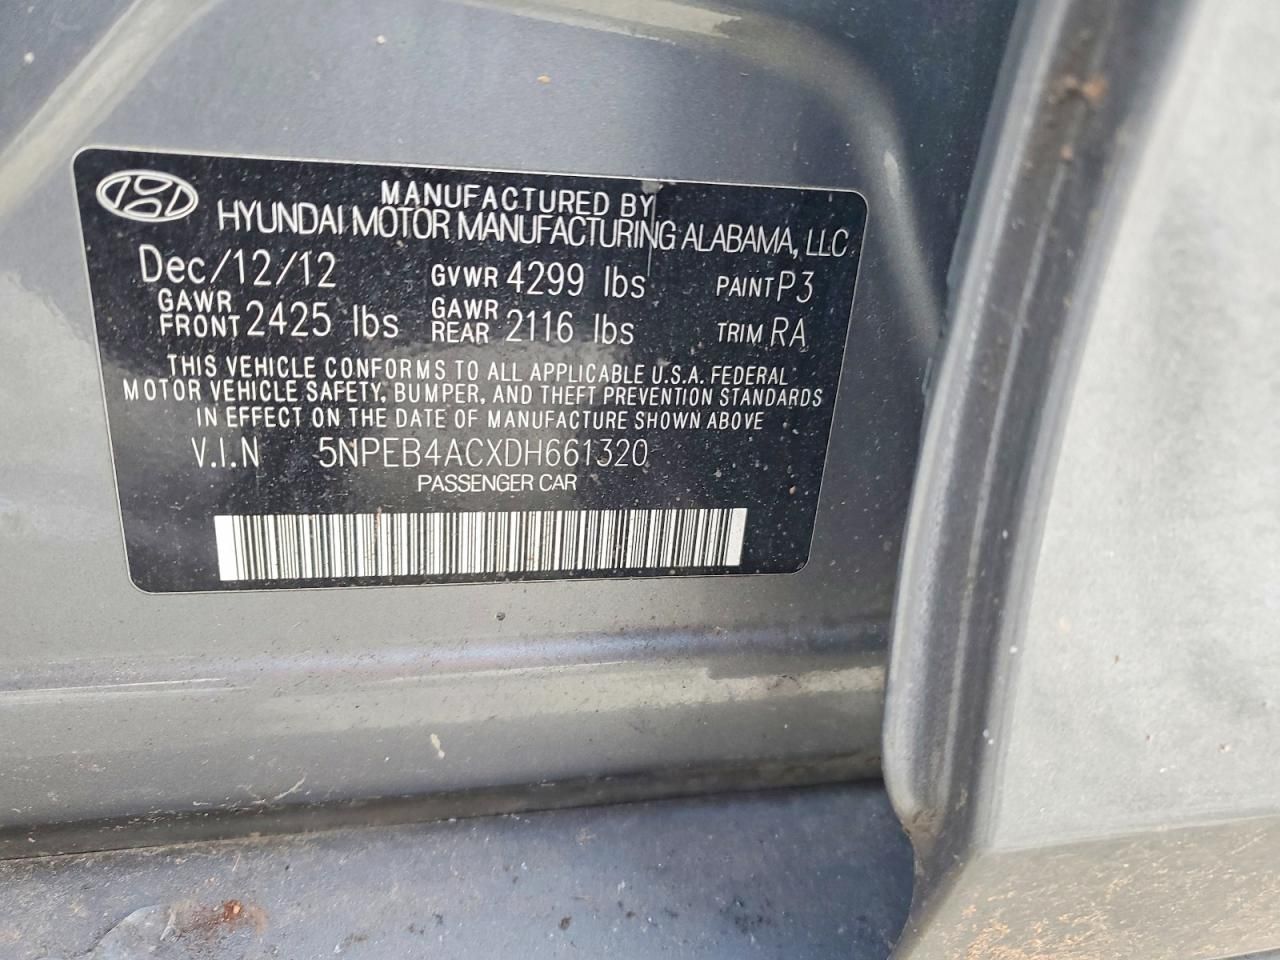 MANUFACTURED BY
HYUNDAI MOTOR MANUFACTURING ALABAMA, LLC
Dec/12/12 GVWR 4299 lbs PAINT P3
GAWR FRONT 2425 lbs GAWR REAR 2116 lbs TRIM RA
THIS VEHICLE CONFORMS TO ALL APPLICABLE U.S.A. FEDERAL
MOTOR VEHICLE SAFETY, BUMPER, AND THEFT PREVENTION STANDARDS
IN EFFECT ON THE DATE OF MANUFACTURE SHOWN ABOVE
V.I.N 5NPEB4ACXDH661320
PASSENGER CAR